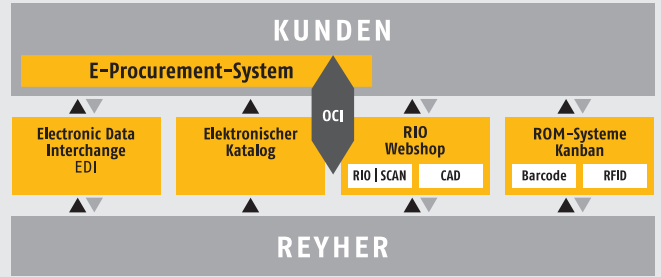 KUNDEN
E-Procurement-System
OCI
Electronic Data
Interchange
EDI
Elektronischer
Katalog
RIO
Webshop
RIO | SCAN
CAD
ROM-Systeme
Kanban
Barcode
RFID
REYHER